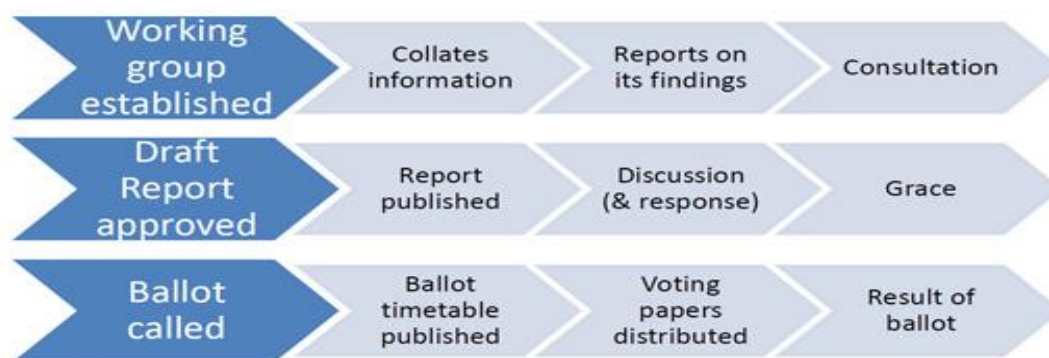 Working
group
established
Collates
information
Reports on
its findings
Consultation
Draft
Report
approved
Report
published
Discussion
(& response)
Grace
Ballot
called
Ballot
timetable
published
Voting
papers
distributed
Result of
ballot